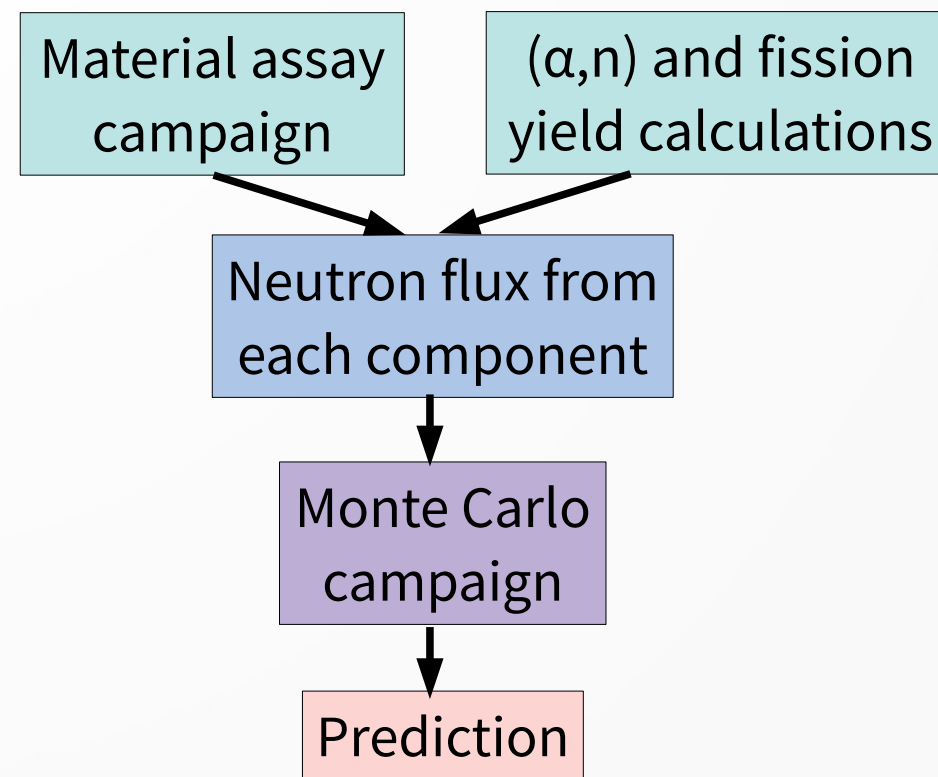 Material assay
campaign
(α,n) and fission
yield calculations
Neutron flux from
each component
Monte Carlo
campaign
Prediction